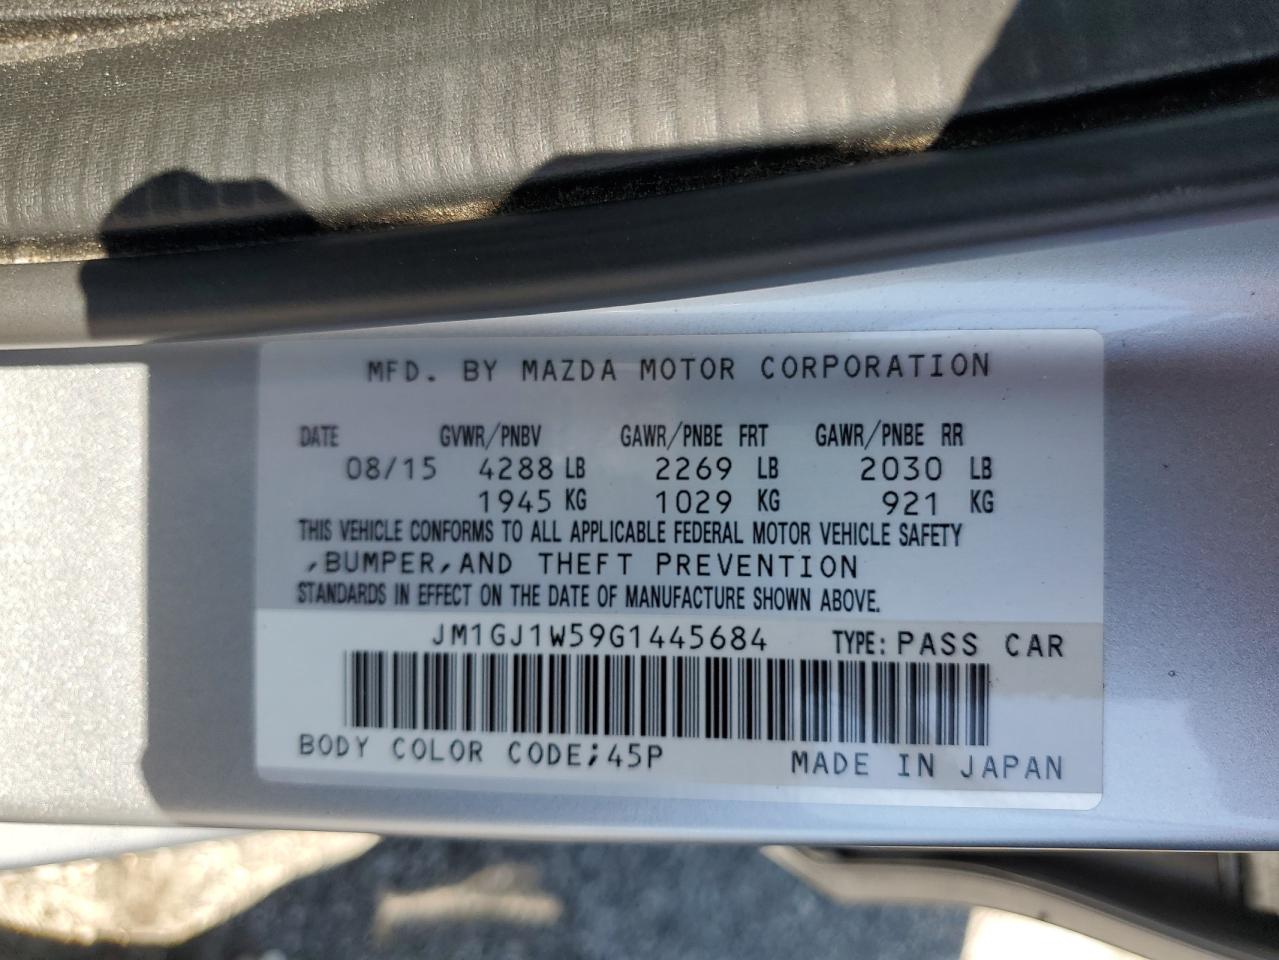 MFD. BY MAZDA MOTOR CORPORATION
DATE GVWR/PNBV GAWR/PNBE FRT GAWR/PNBE RR
08/15 4288 LB 2269 LB 2030 LB
1945 KG 1029 KG 921 KG
THIS VEHICLE CONFORMS TO ALL APPLICABLE FEDERAL MOTOR VEHICLE SAFETY
,BUMPER,AND THEFT PREVENTION
STANDARDS IN EFFECT ON THE DATE OF MANUFACTURE SHOWN ABOVE.
JM1GJ1W59G1445684 TYPE: PASS CAR
BODY COLOR CODE;45P MADE IN JAPAN